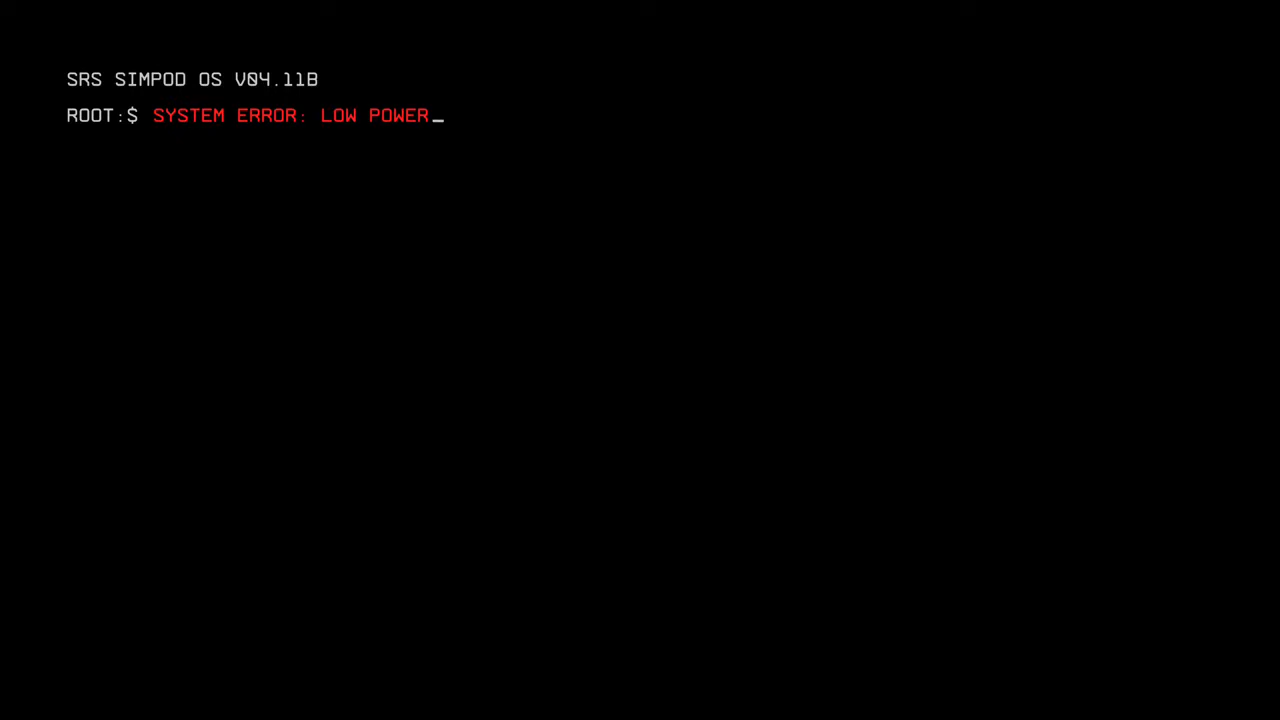 SRS SIMPOD OS V04.11B
ROOT:$ SYSTEM ERROR: LOW POWER_